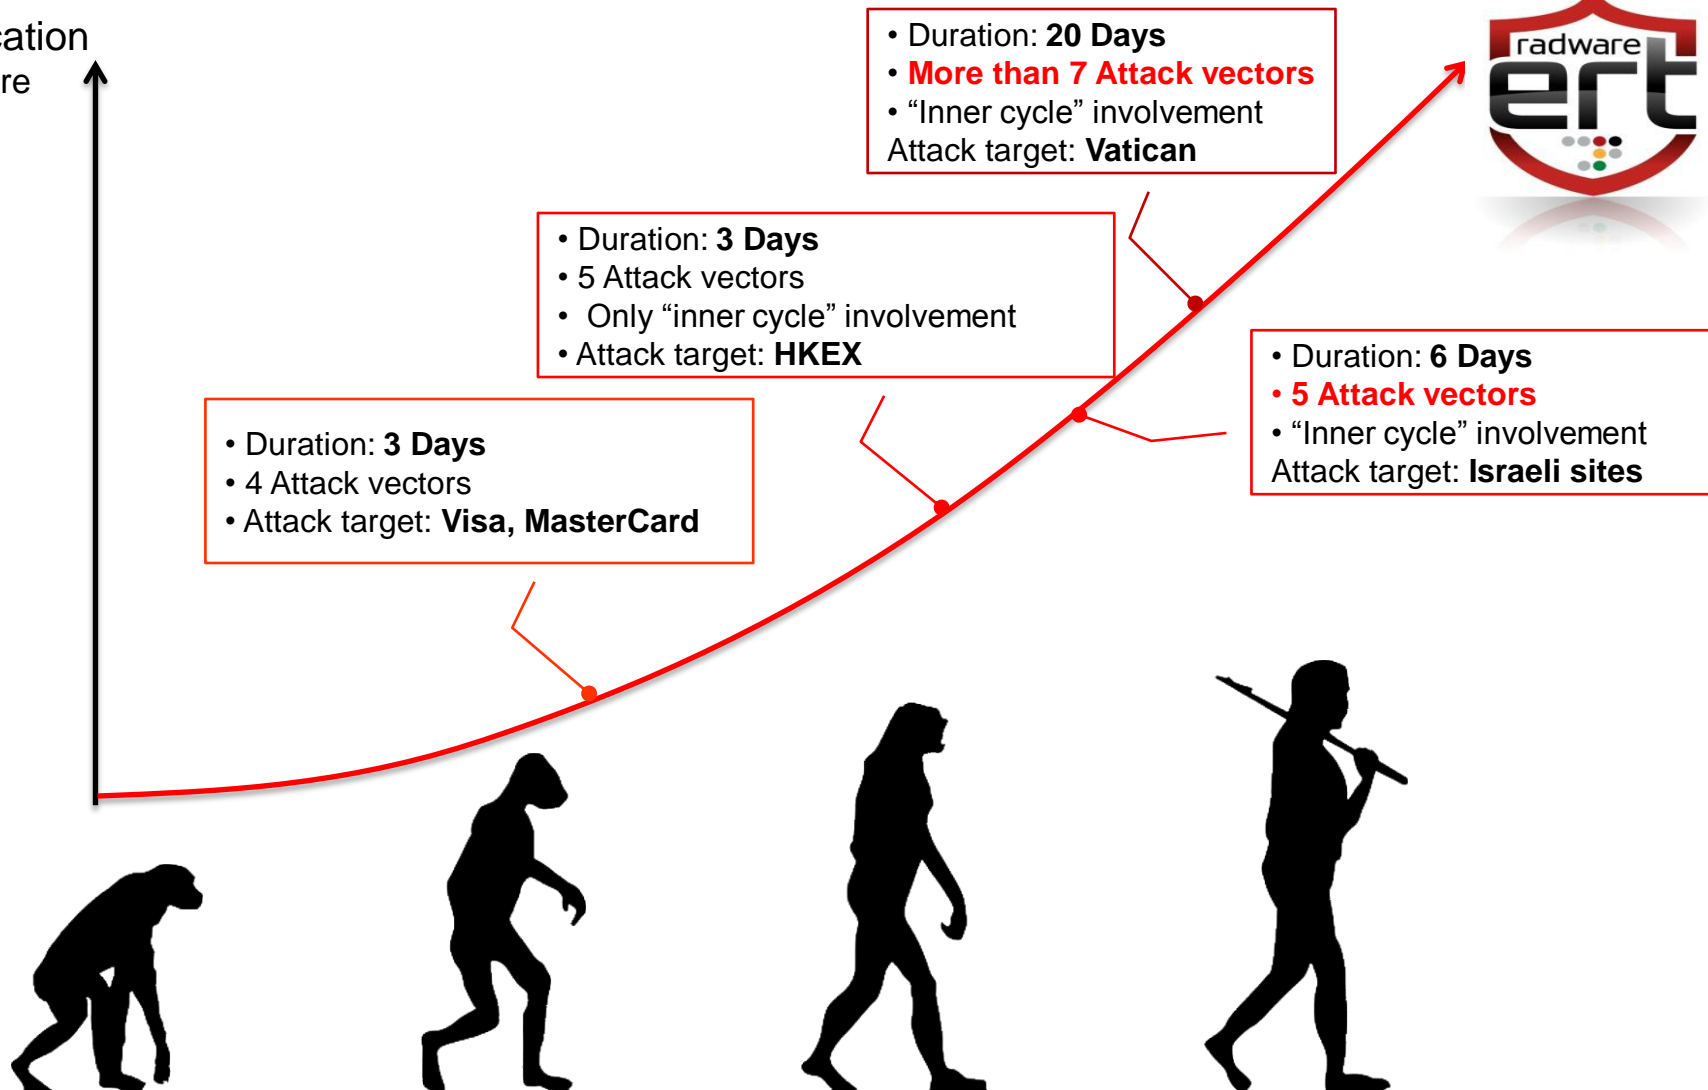 cation
re
• Duration: 20 Days
• More than 7 Attack vectors
• “Inner cycle” involvement
Attack target: Vatican
radware
ert
• Duration: 3 Days
• 5 Attack vectors
• Only “inner cycle” involvement
• Attack target: HKEX
• Duration: 6 Days
• 5 Attack vectors
• “Inner cycle” involvement
Attack target: Israeli sites
• Duration: 3 Days
• 4 Attack vectors
• Attack target: Visa, MasterCard